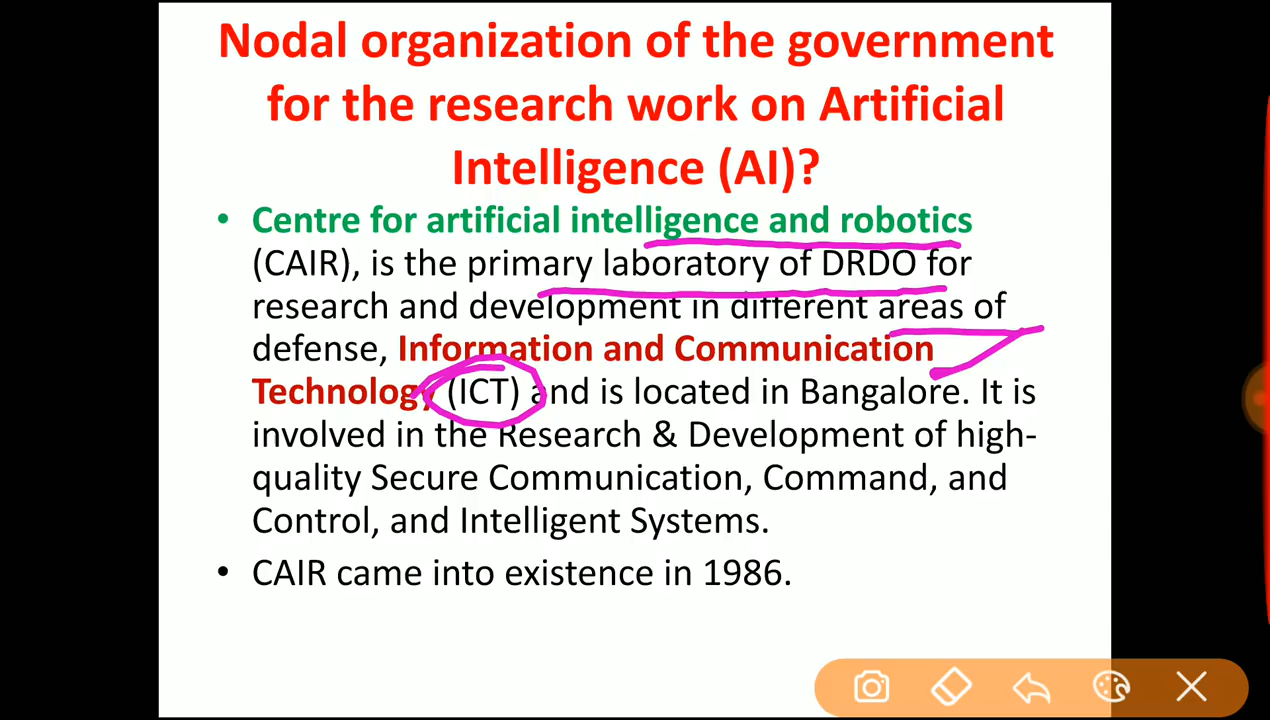 Nodal organization of the government
for the research work on Artificial
Intelligence (AI)?
• Centre for artificial intelligence and robotics
(CAIR), is the primary laboratory of DRDO for
research and development in different areas of
defense, Information and Communication
Technology (ICT) and is located in Bangalore. It is
involved in the Research & Development of high-
quality Secure Communication, Command, and
Control, and Intelligent Systems.
• CAIR came into existence in 1986.